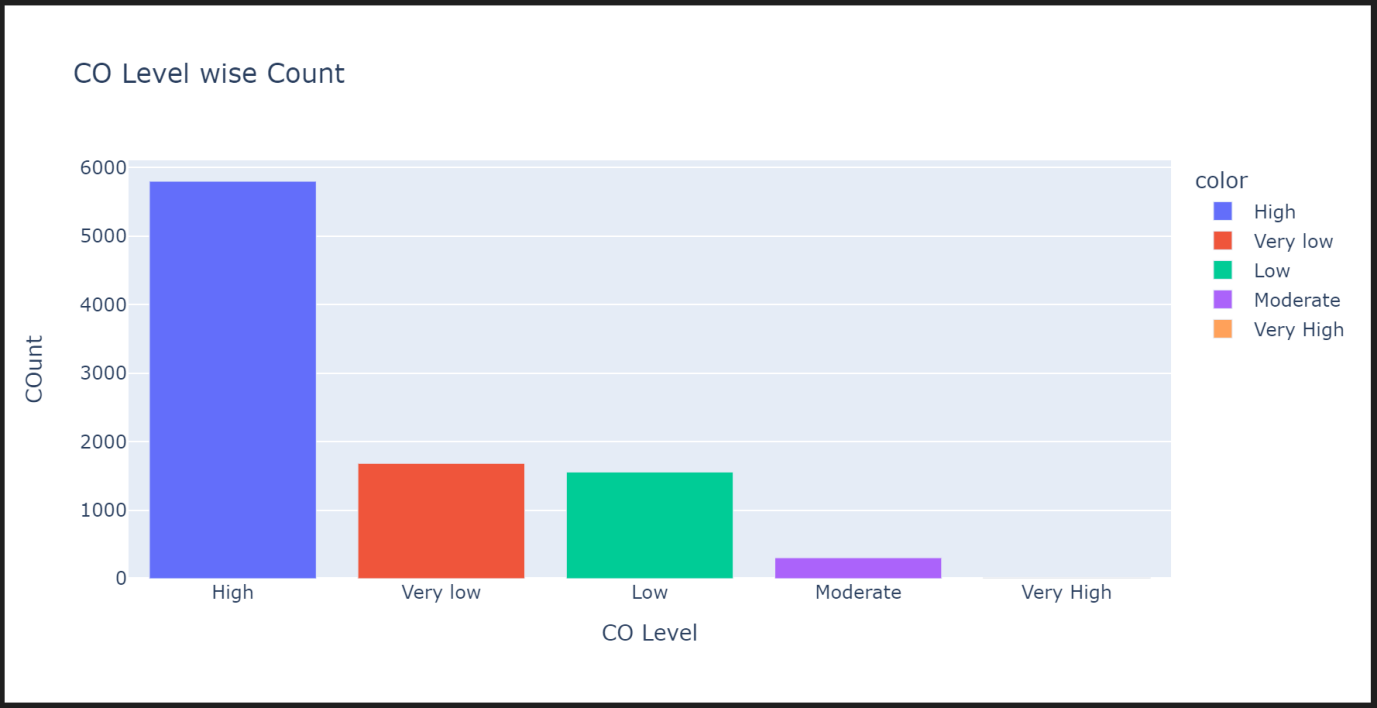 CO Level wise Count
6000
5000
4000
3000
2000
1000
0
COunt
High
Very low
Low
Moderate
Very High
CO Level
color
High
Very low
Low
Moderate
Very High